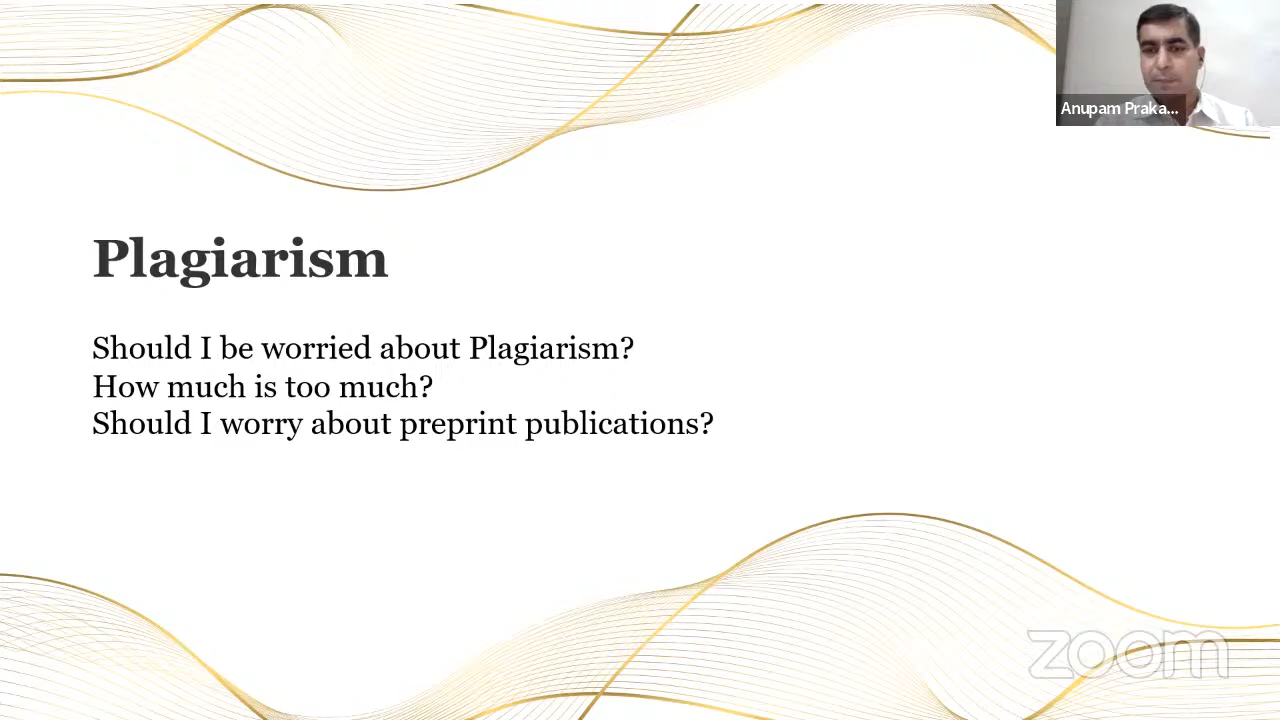 Anupam Praka...
Plagiarism
Should I be worried about Plagiarism?
How much is too much?
Should I worry about preprint publications?
zoom